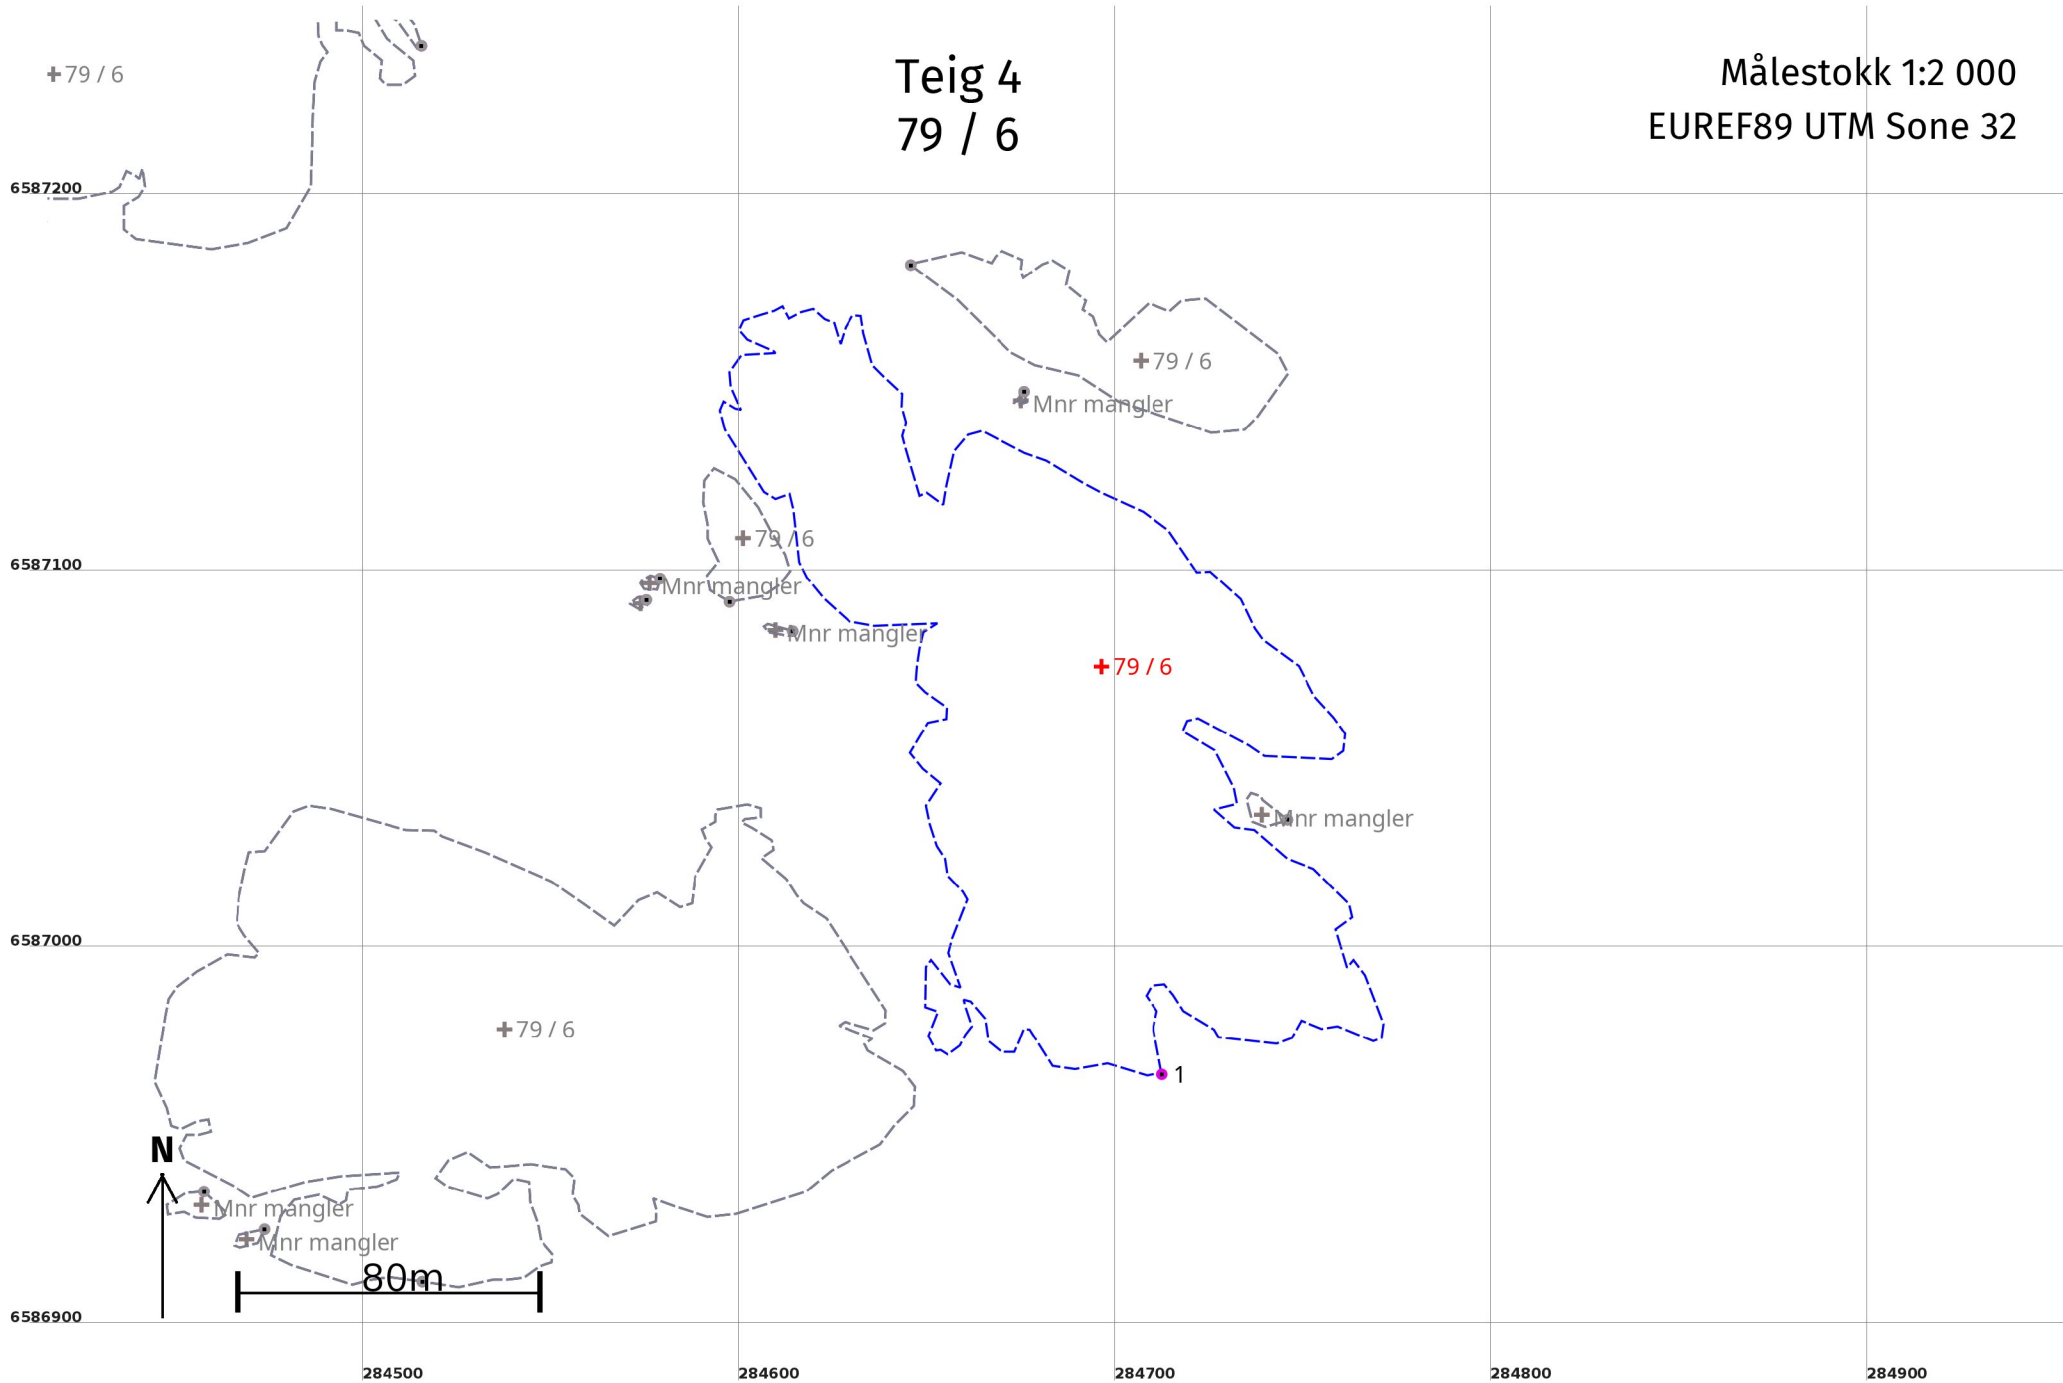 Teig 4
79 / 6
Målestokk 1:2 000
EUREF89 UTM Sone 32
79 / 6
6587200
79 / 6
Mnr mangler
79 / 6
6587100
Mnr mangler
Mnr mangler
79 / 6
Mnr mangler
6587000
79 / 6
1
N
Mnr mangler
Mnr mangler
80m
6586900
284500
284600
284700
284800
284900